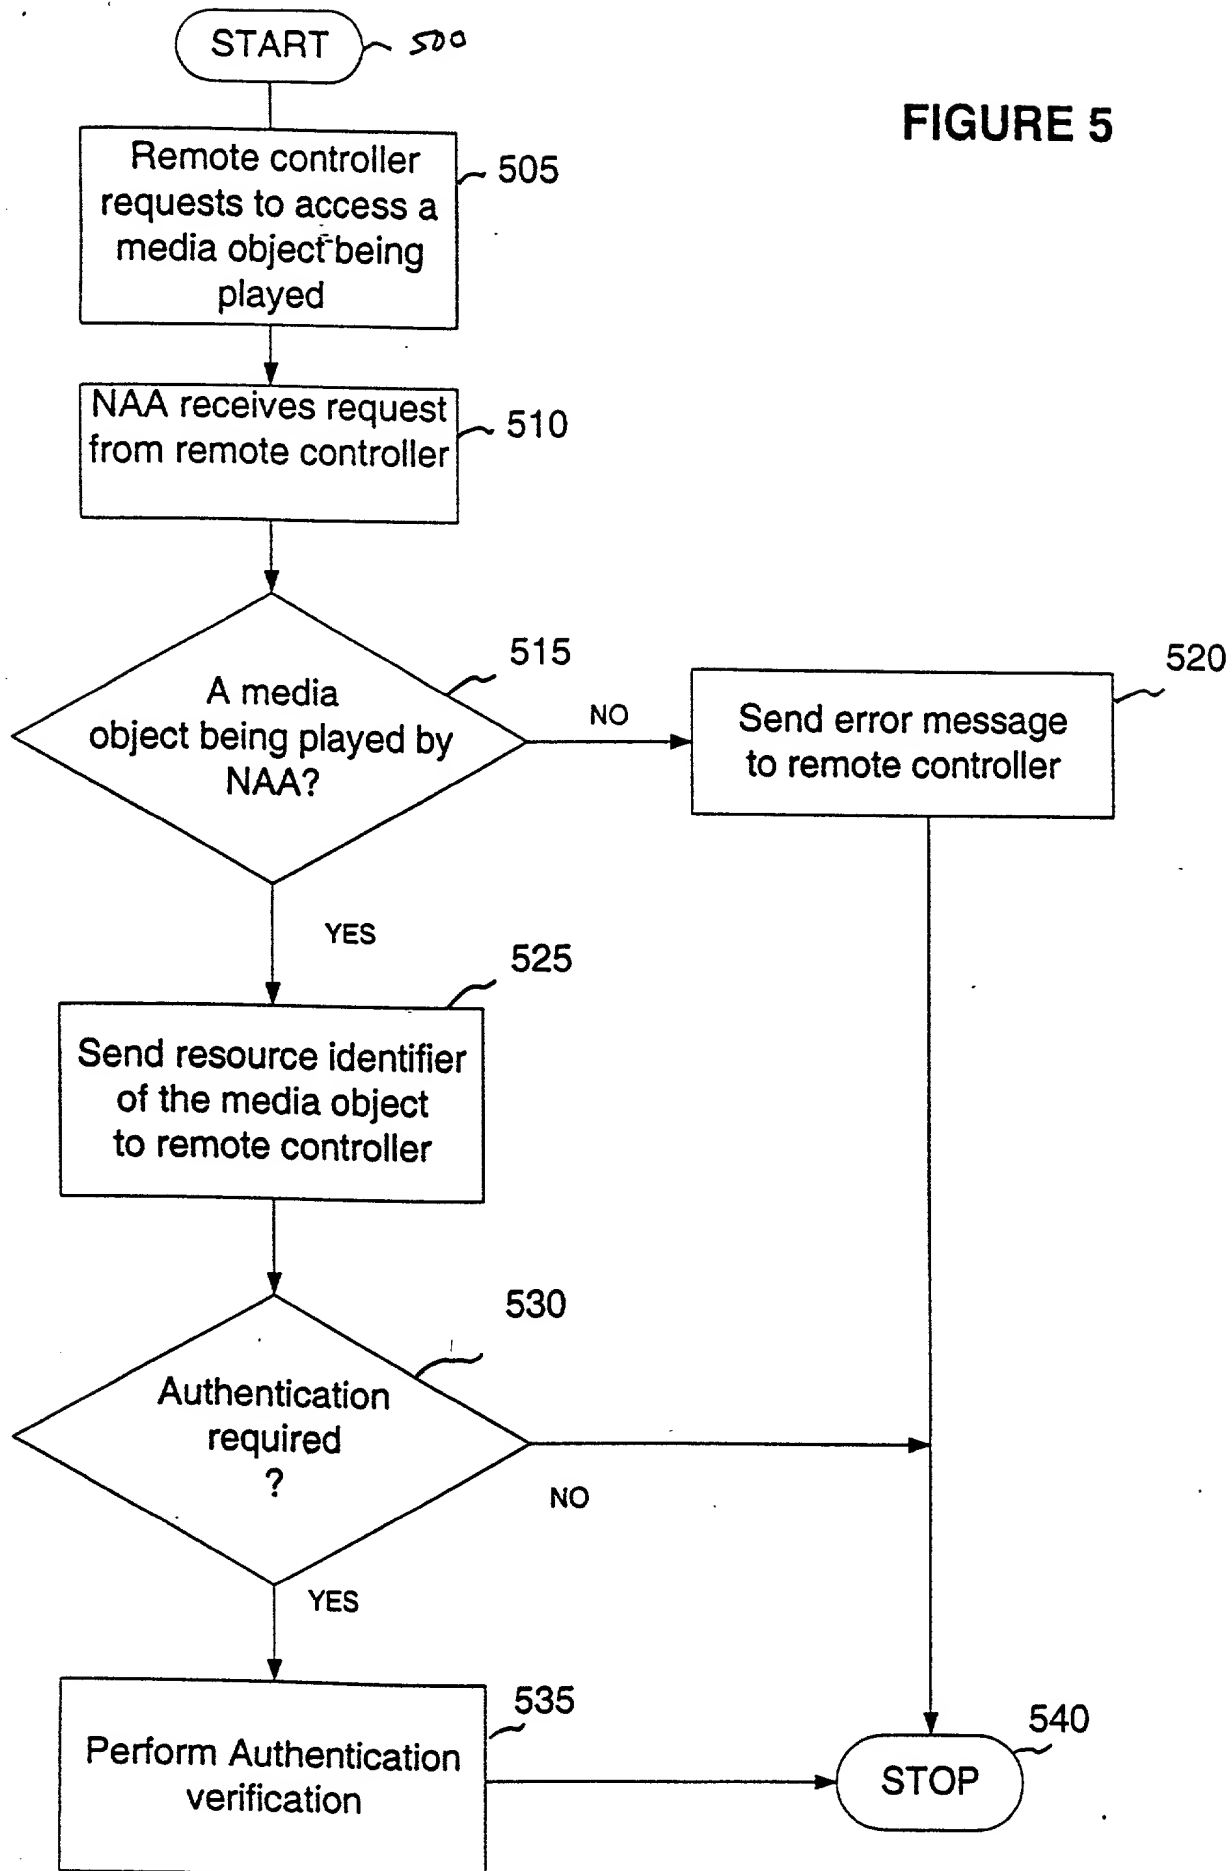 START
500
FIGURE 5
Remote controller
requests to access a
media object being
played
505
NAA receives request
from remote controller
510
A media
object being played by
NAA?
515
NO
Send error message
to remote controller
520
YES
Send resource identifier
of the media object
to remote controller
525
Authentication
required
?
530
NO
YES
Perform Authentication
verification
535
STOP
540